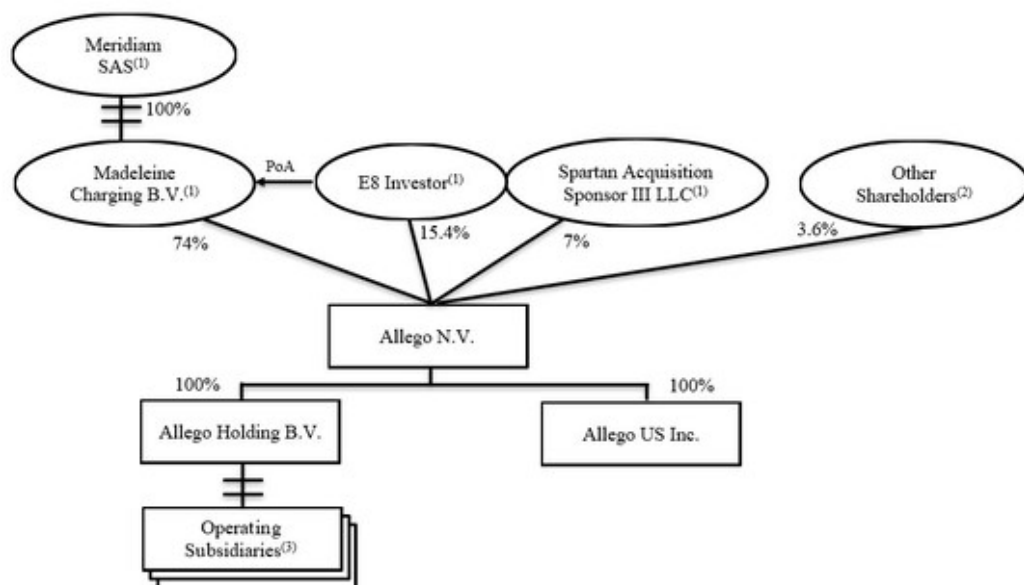 Meridiam
SAS(1)
100%
Madeleine
Charging B.V.(1)
PoA
E8 Investor(1)
Spartan Acquisition
Sponsor III LLC(1)
Other
Shareholders(2)
74%
15.4%
7%
3.6%
Allego N.V.
100%
100%
Allego Holding B.V.
Allego US Inc.
Operating
Subsidiaries(3)